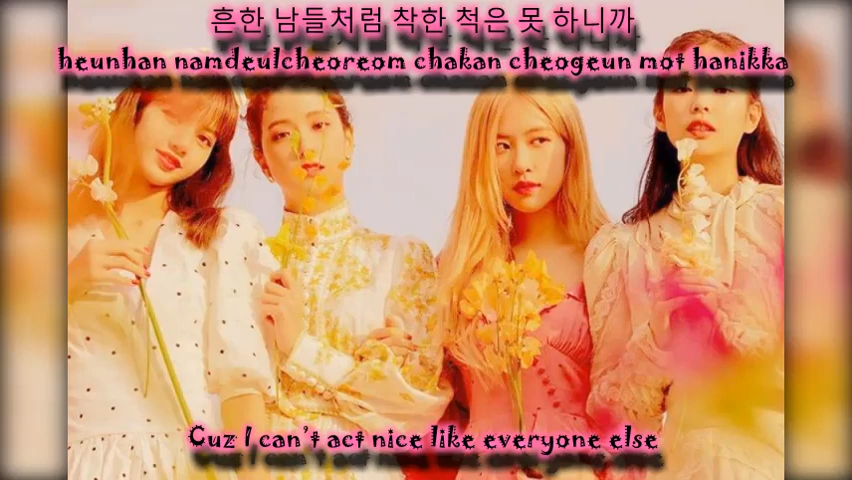 흔한 남들처럼 착한 척은 못 하니까
heunhan namdeulcheoreom chakan cheogeun mot hanikka
Cuz I can't act nice like everyone else